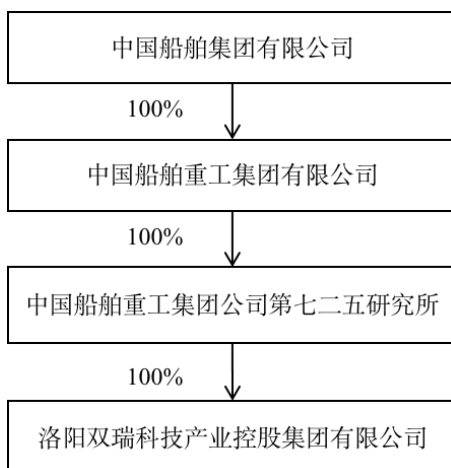 中国船舶集团有限公司
100%
中国船舶重工集团有限公司
100%
中国船舶重工集团公司第七二五研究所
100%
洛阳双瑞科技产业控股集团有限公司